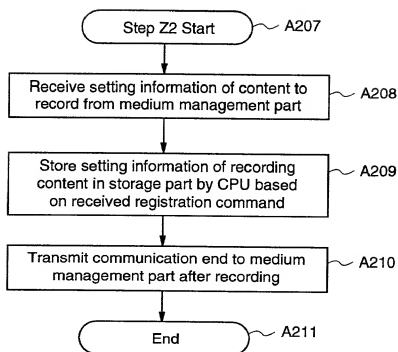 Step Z2 Start
A207
Receive setting information of content to
record from medium management part
A208
Store setting information of recording
content in storage part by CPU based
on received registration command
A209
Transmit communication end to medium
management part after recording
A210
End
A211